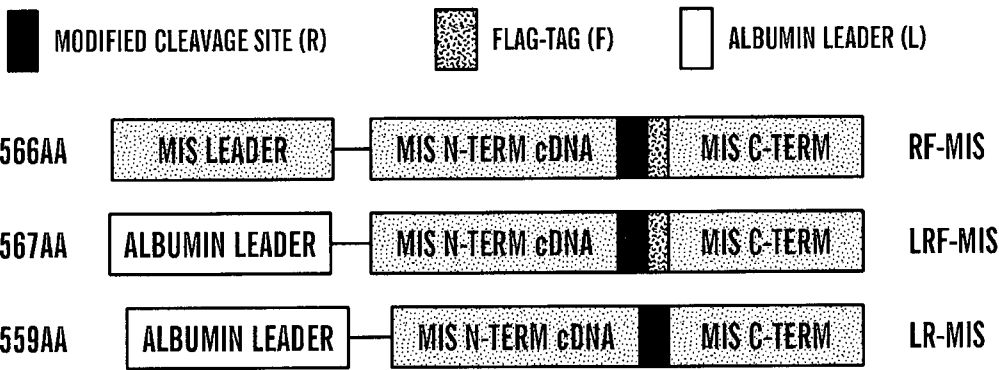 MODIFIED CLEAVAGE SITE (R) FLAG-TAG (F) ALBUMIN LEADER (L)
566AA MIS LEADER MIS N-TERM cDNA MIS C-TERM RF-MIS
567AA ALBUMIN LEADER MIS N-TERM cDNA MIS C-TERM LRF-MIS
559AA ALBUMIN LEADER MIS N-TERM cDNA MIS C-TERM LR-MIS